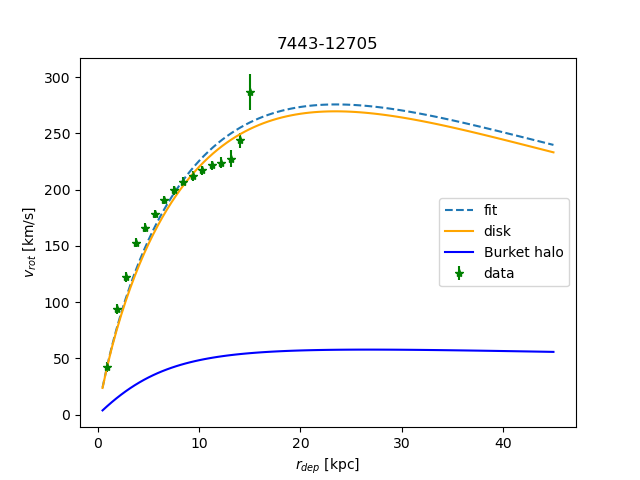 7443-12705
300
250
200
150
100
50
0
v_rot [km/s]
fit
disk
Burket halo
data
0 10 20 30 40
r_dep [kpc]